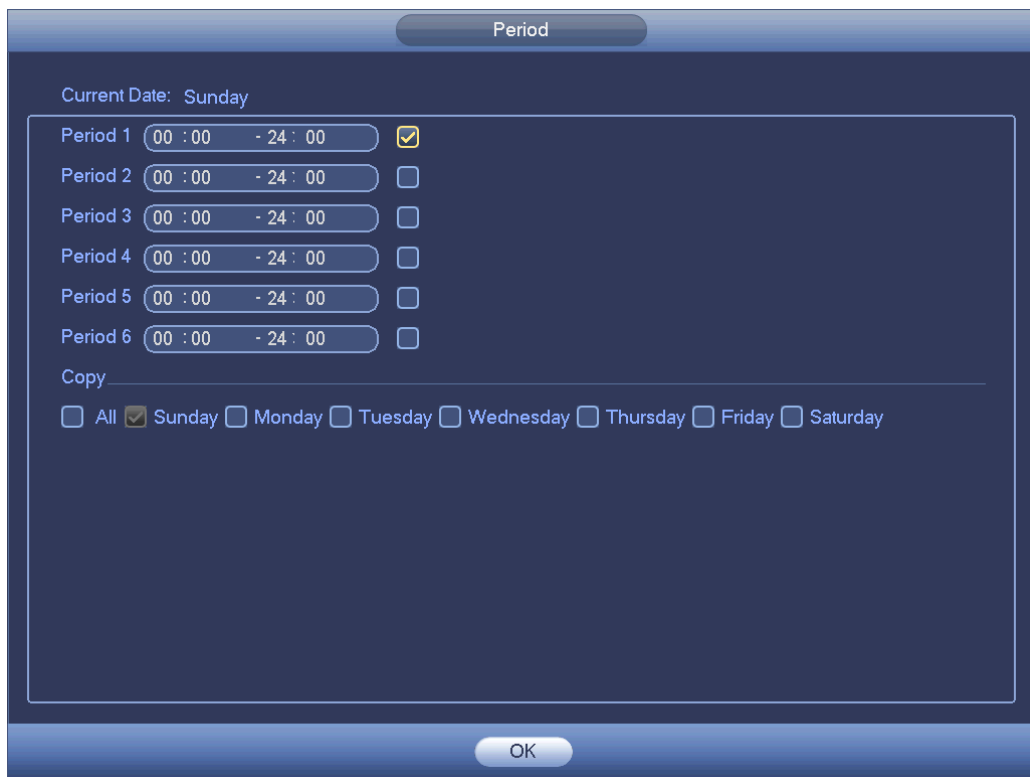 Period
Current Date: Sunday
Period 1 00 :00 - 24 : 00
Period 2 00 :00 - 24 : 00
Period 3 00 :00 - 24 : 00
Period 4 00 :00 - 24 : 00
Period 5 00 :00 - 24 : 00
Period 6 00 :00 - 24 : 00
Copy
All Sunday Monday Tuesday Wednesday Thursday Friday Saturday
OK